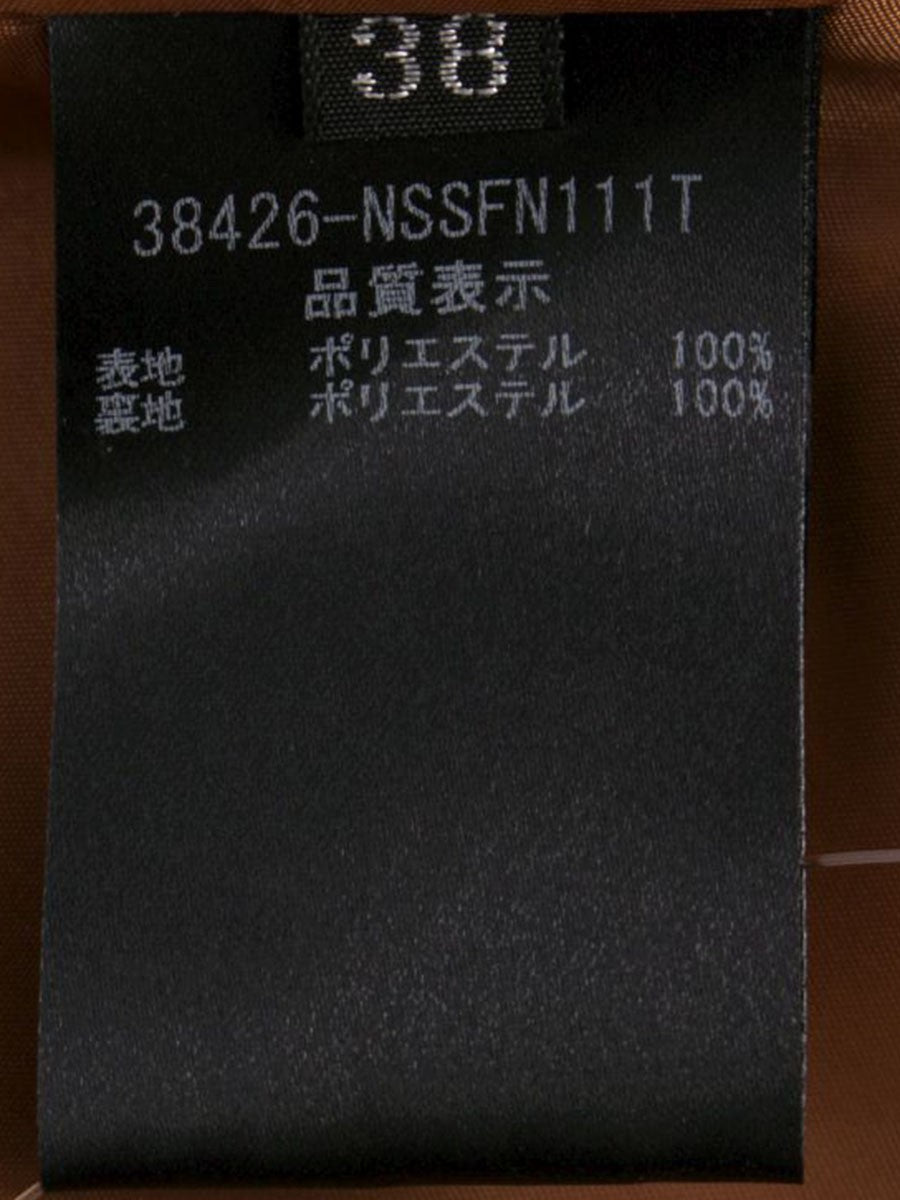 38
38426-NSSFN111T
品質表示
表地 ポリエステル 100%
裏地 ポリエステル 100%